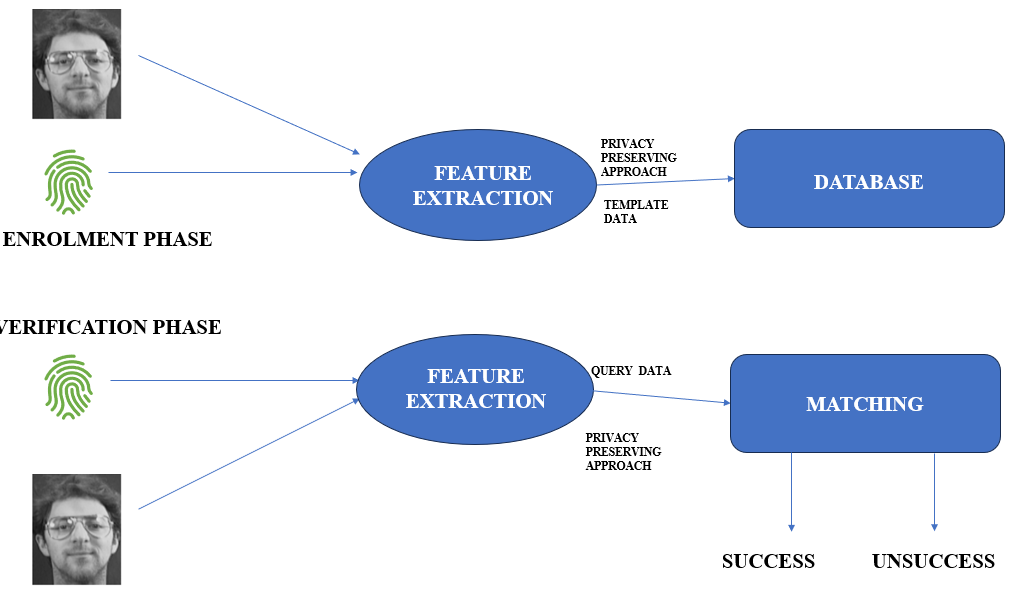 PRIVACY
PRESERVING
APPROACH
FEATURE
EXTRACTION
DATABASE
TEMPLATE
DATA
ENROLMENT PHASE
VERIFICATION PHASE
QUERY DATA
FEATURE
EXTRACTION
MATCHING
PRIVACY
PRESERVING
APPROACH
SUCCESS
UNSUCCESS